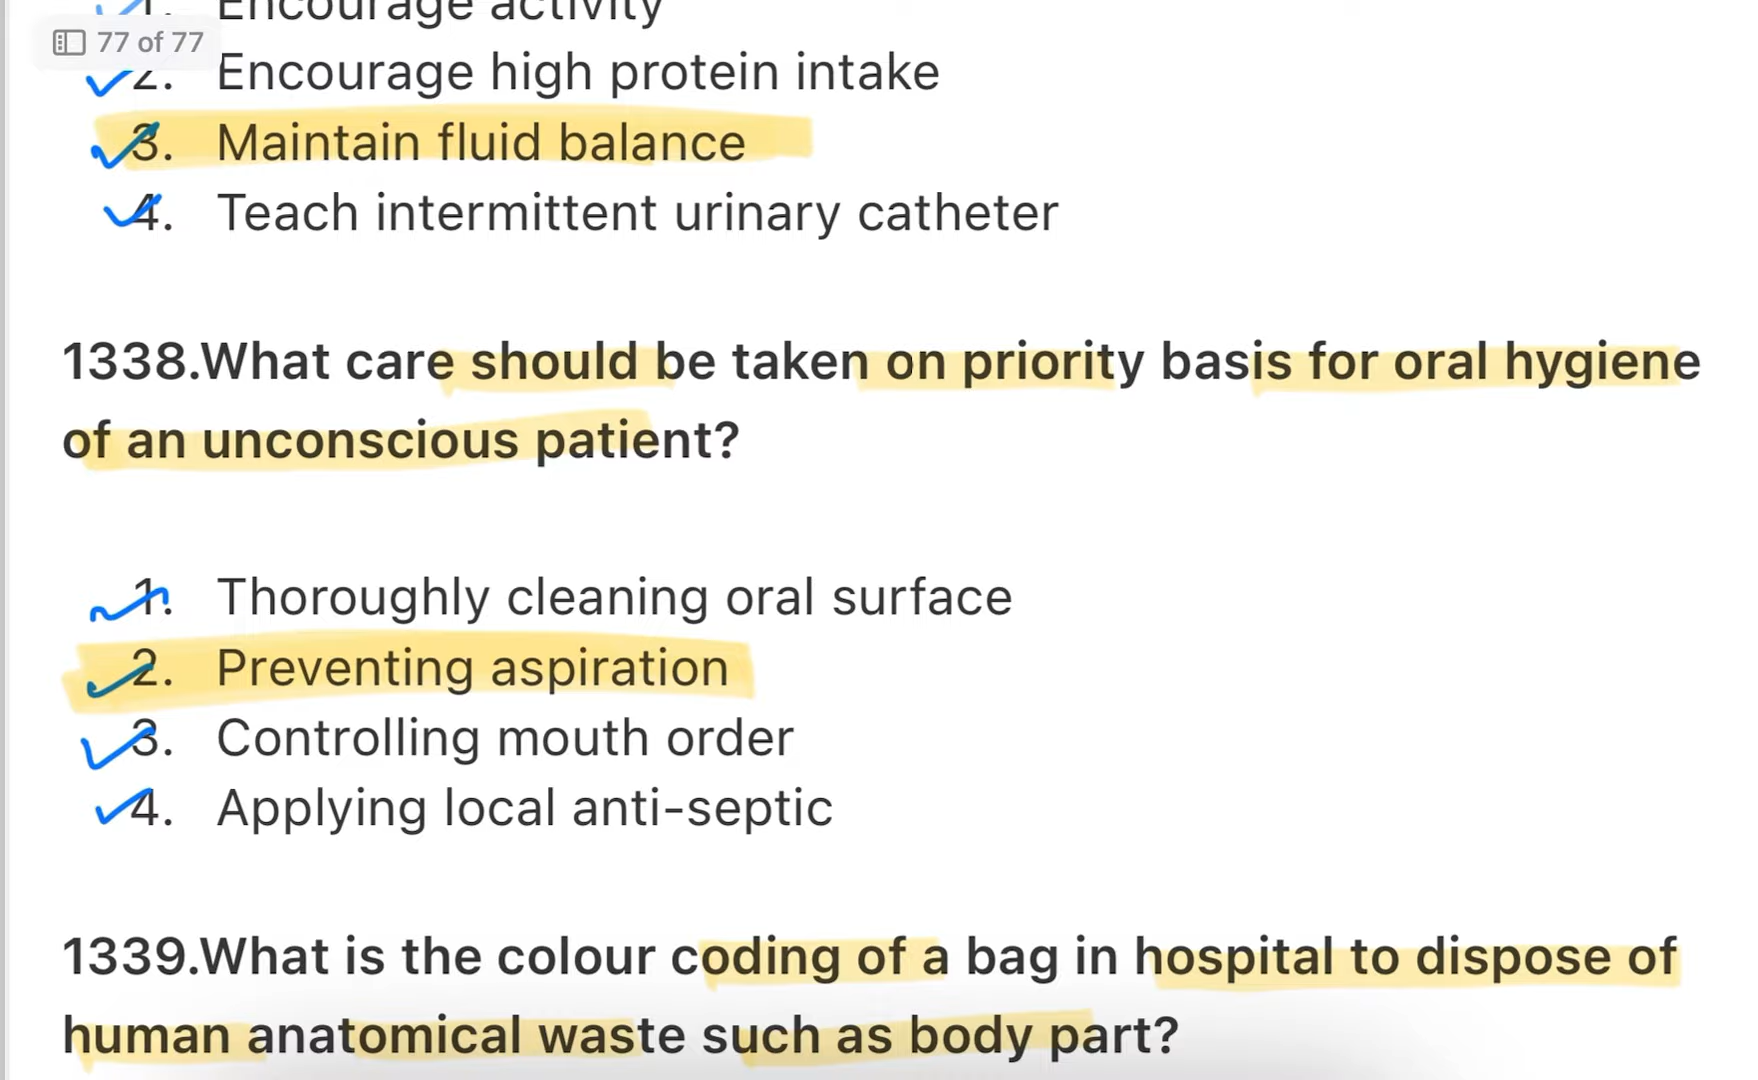 1. Encourage activity
77 of 77
2. Encourage high protein intake
3. Maintain fluid balance
4. Teach intermittent urinary catheter
1338.What care should be taken on priority basis for oral hygiene
of an unconscious patient?
1. Thoroughly cleaning oral surface
2. Preventing aspiration
3. Controlling mouth order
4. Applying local anti-septic
1339.What is the colour coding of a bag in hospital to dispose of
human anatomical waste such as body part?